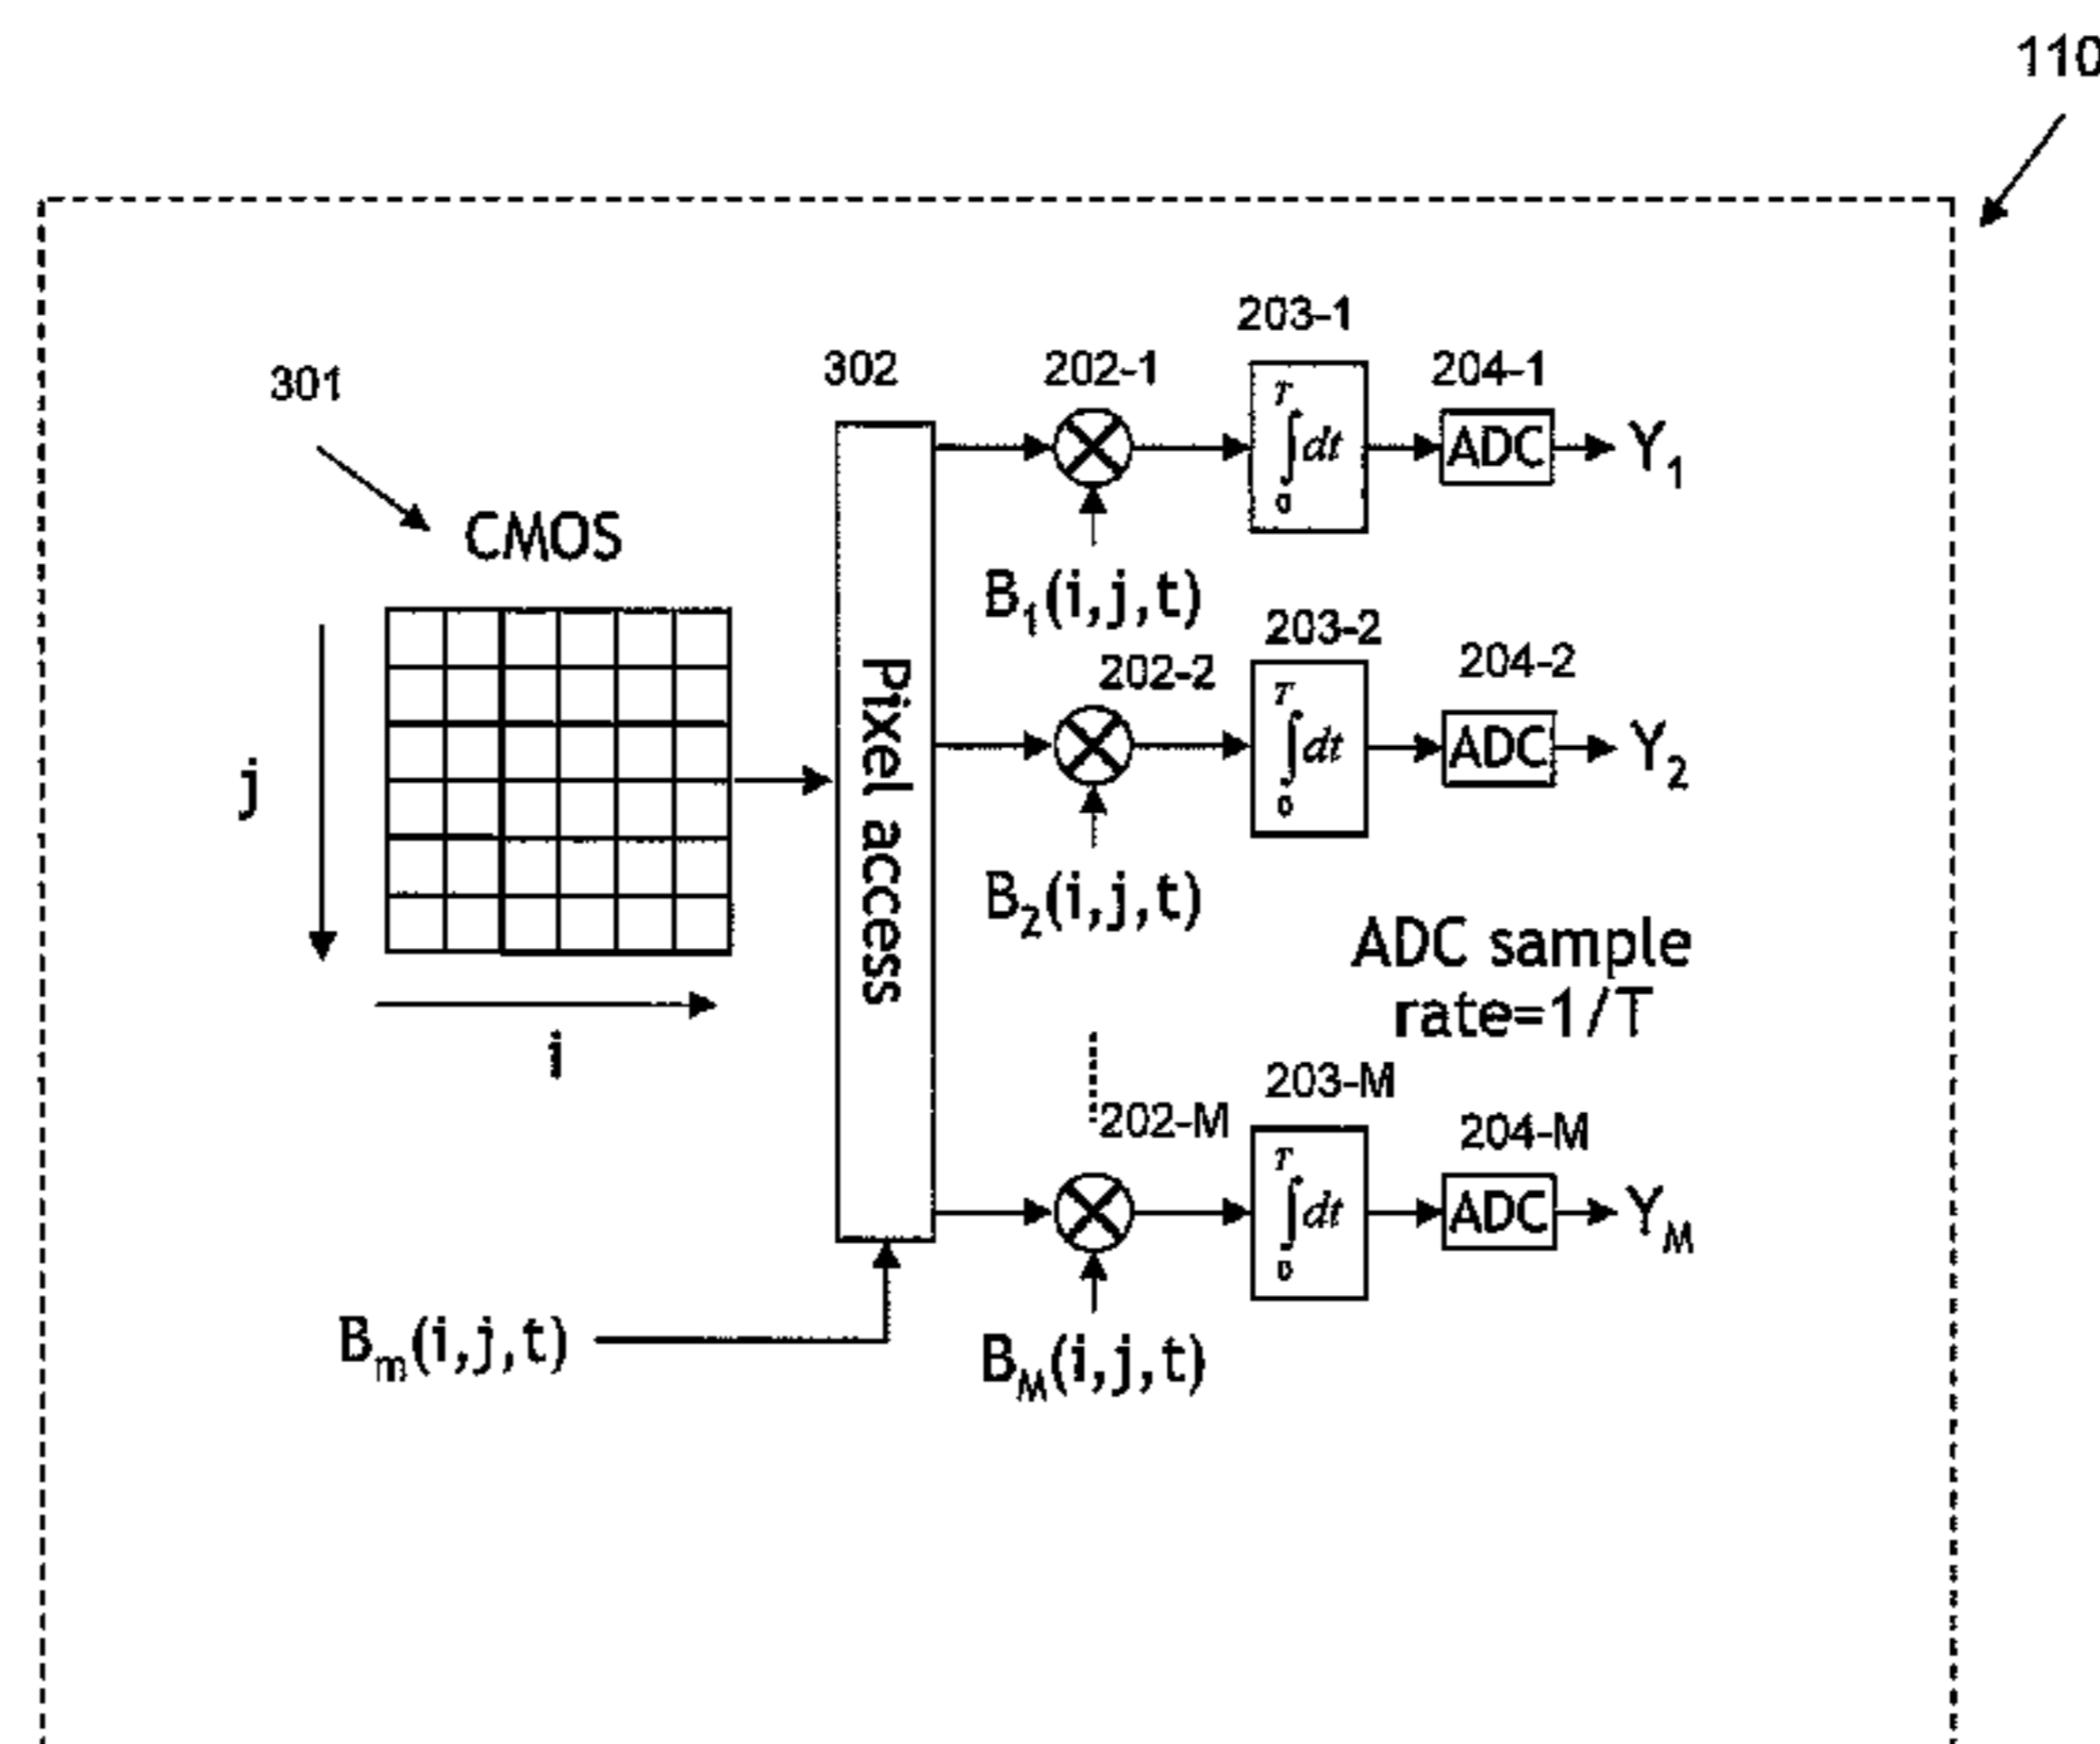 110
203-1
302
202-1
204-1
301
T
∫dt
0
ADC
Y1
CMOS
B1(i,j,t)
203-2
202-2
204-2
Pixel access
T
∫dt
0
ADC
Y2
j
B2(i,j,t)
ADC sample
rate=1/T
i
203-M
202-M
204-M
T
∫dt
0
ADC
YM
Bm(i,j,t)
BM(i,j,t)